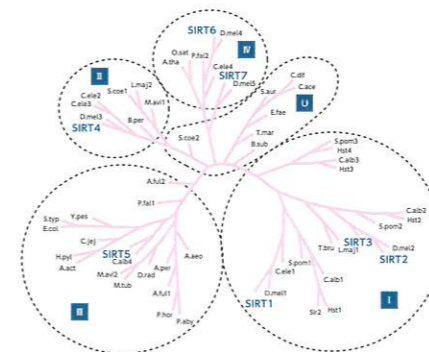 SIRT6
D.mel4
O.sat
P.fal2
IV
A.tha
C.ele4
SIRT7
D.mel5
II
S.coe1
L.maj2
C.ele2
C.ele3
M.avi1
D.mel3
B.per
SIRT4
C.dif
S.aur
C.ace
U
E.fae
T.mar
B.sub
S.coe2
S.pom3
Hst4
C.alb3
Hst3
A.ful2
P.fal1
S.typ
Y.pes
E.col
C.jej
SIRT5
H.pyl
C.alb4
A.per
A.aeo
A.act
M.avi2
D.rad
M.tub
A.ful1
III
P.hor
P.aby
C.alb2
Hst2
S.pom2
SIRT3
T.bru
L.maj1
D.mel2
SIRT2
S.pom1
C.ele1
C.alb1
D.mel1
SIRT1
Sir2
Hst1
I